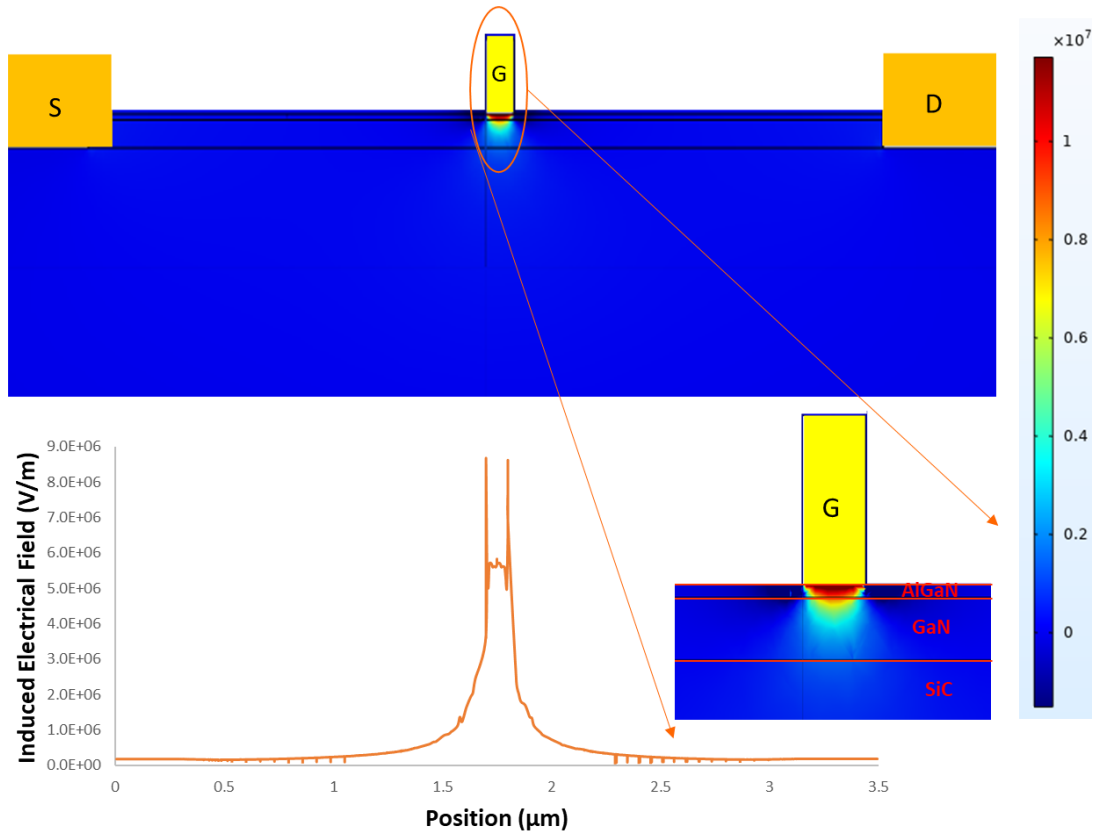 S
G
D
×10⁷
1
0.8
0.6
0.4
0.2
0
Induced Electrical Field (V/m)
9.0E+06
8.0E+06
7.0E+06
6.0E+06
5.0E+06
4.0E+06
3.0E+06
2.0E+06
1.0E+06
0.0E+00
0 0.5 1 1.5 2 2.5 3 3.5
Position (μm)
G
AlGaN
GaN
SiC